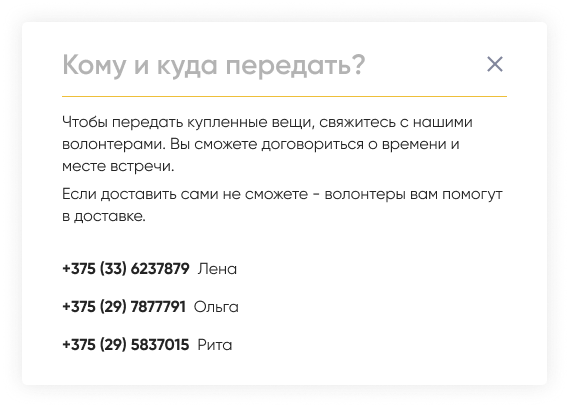 Кому и куда передать?
Чтобы передать купленные вещи, свяжитесь с нашими
волонтерами. Вы сможете договориться о времени и
месте встречи.
Если доставить сами не сможете - волонтеры вам помогут
в доставке.
+375 (33) 6237879 Лена
+375 (29) 7877791 Ольга
+375 (29) 5837015 Рита